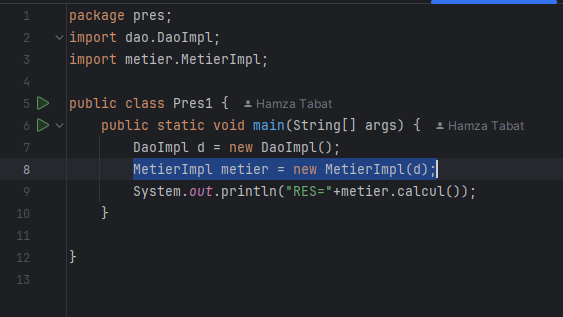 1 package pres;
2 import dao.DaoImpl;
3 import metier.MetierImpl;
4
5 public class Pres1 { Hamza Tabat
6 public static void main(String[] args) { Hamza Tabat
7 DaoImpl d = new DaoImpl();
8 MetierImpl metier = new MetierImpl(d);
9 System.out.println("RES="+metier.calcul());
10 }
11
12 }
13